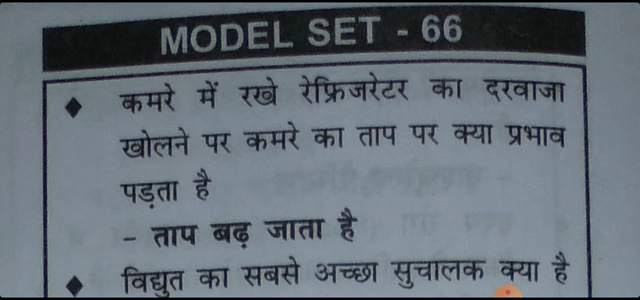 MODEL SET - 66
♦ कमरे में रखे रेफ्रिजरेटर का दरवाजा
खोलने पर कमरे का ताप पर क्या प्रभाव
पड़ता है
- ताप बढ़ जाता है
♦ विद्युत का सबसे अच्छा सुचालक क्या है